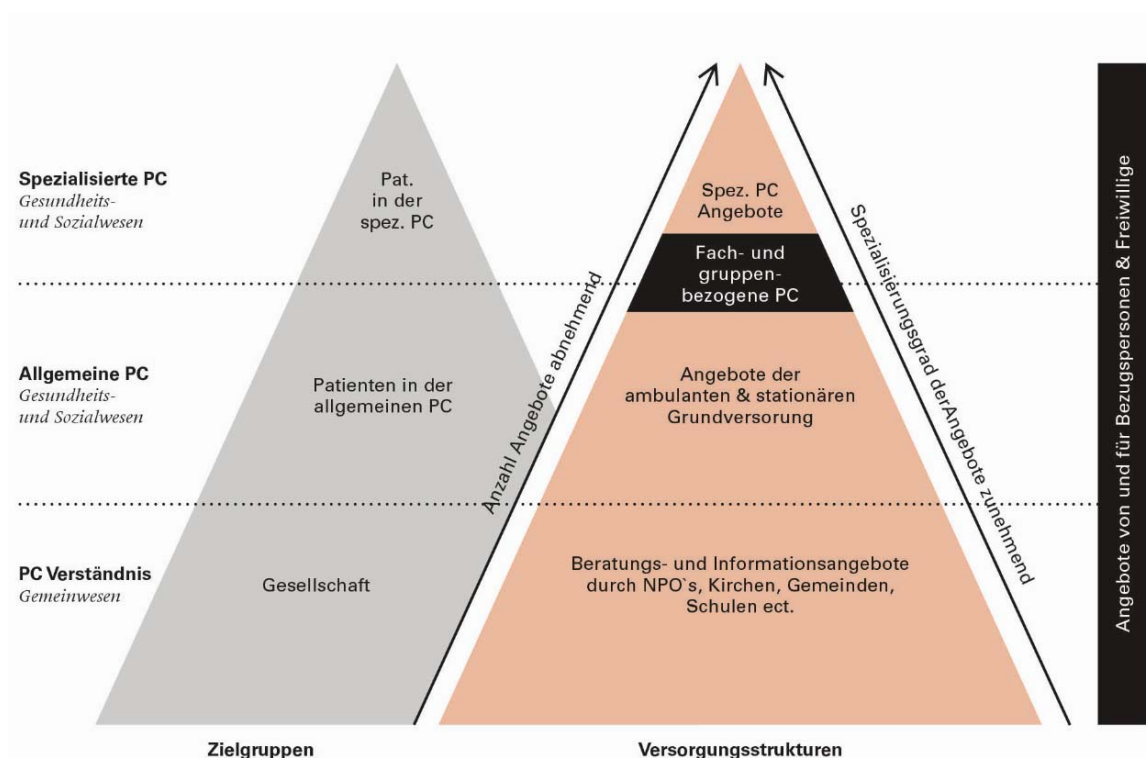 Spezialisierte PC
Gesundheits-
und Sozialwesen
Pat.
in der
spez. PC
Spez. PC
Angebote
Fach- und
gruppen-
bezogene PC
Allgemeine PC
Gesundheits-
und Sozialwesen
Patienten in der
allgemeinen PC
Angebote der
ambulanten & stationären
Grundversorung
PC Verständnis
Gemeinwesen
Gesellschaft
Beratungs- und Informationsangebote
durch NPO`s, Kirchen, Gemeinden,
Schulen ect.
Anzahl Angebote abnehmend
Spezialisierungsgrad derAngebote zunehmend
Angebote von und für Bezugspersonen & Freiwillige
Zielgruppen
Versorgungsstrukturen